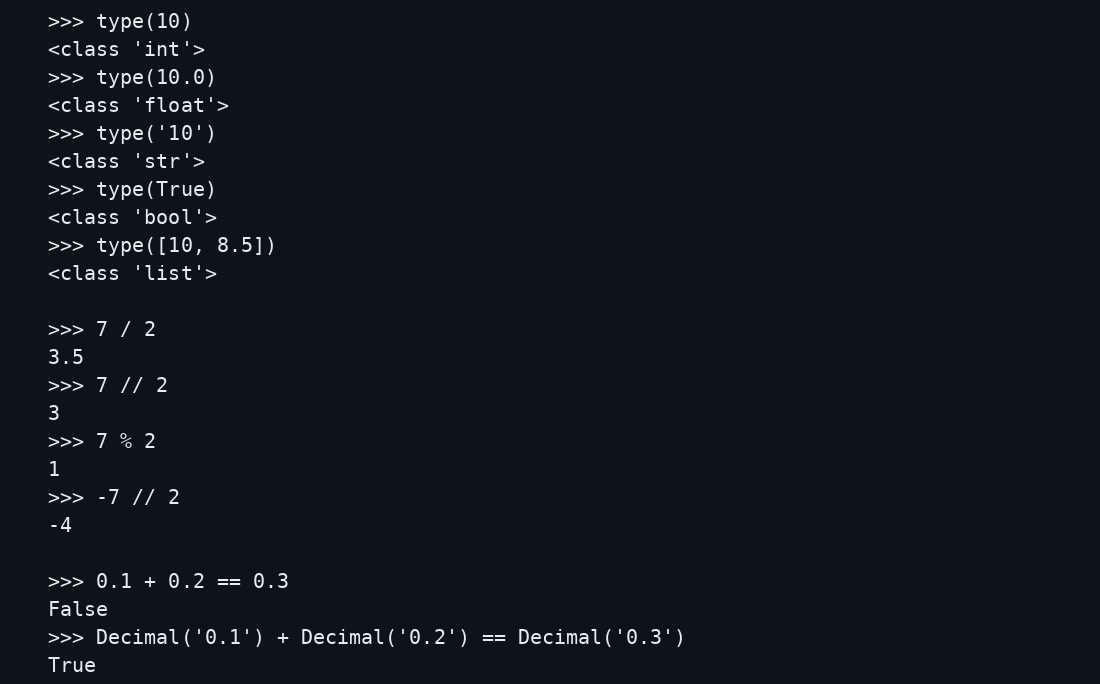 >>> type(10)
<class 'int'>
>>> type(10.0)
<class 'float'>
>>> type('10')
<class 'str'>
>>> type(True)
<class 'bool'>
>>> type([10, 8.5])
<class 'list'>

>>> 7 / 2
3.5
>>> 7 // 2
3
>>> 7 % 2
1
>>> -7 // 2
-4

>>> 0.1 + 0.2 == 0.3
False
>>> Decimal('0.1') + Decimal('0.2') == Decimal('0.3')
True